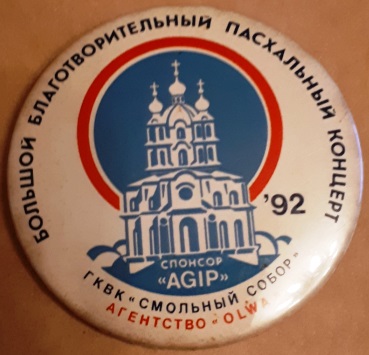 БОЛЬШОЙ БЛАГОТВОРИТЕЛЬНЫЙ ПАСХАЛЬНЫЙ КОНЦЕРТ
'92
СПОНСОР
«AGIP»
ГКВК «СМОЛЬНЫЙ СОБОР»
АГЕНТСТВО «OLWA»